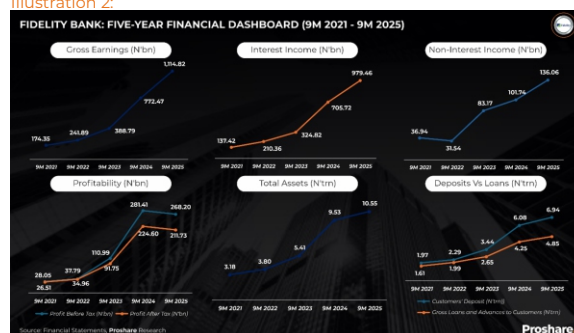 Illustration 2:
FIDELITY BANK: FIVE-YEAR FINANCIAL DASHBOARD (9M 2021 - 9M 2025)
Gross Earnings (N'bn)
174.35 241.89 388.79 772.47 1,114.82
9M 2021 9M 2022 9M 2023 9M 2024 9M 2025
Interest Income (N'bn)
137.42 210.36 324.82 705.72 979.46
9M 2021 9M 2022 9M 2023 9M 2024 9M 2025
Non-Interest Income (N'bn)
36.94 31.54 83.17 101.74 136.06
9M 2021 9M 2022 9M 2023 9M 2024 9M 2025
Profitability (N'bn)
28.05 37.79 110.99 281.41 268.20
26.51 34.96 91.75 224.60 211.73
9M 2021 9M 2022 9M 2023 9M 2024 9M 2025
Profit Before Tax (N'bn) Profit After Tax (N'bn)
Total Assets (N'trn)
3.18 3.80 5.41 9.53 10.55
9M 2021 9M 2022 9M 2023 9M 2024 9M 2025
Deposits Vs Loans (N'trn)
1.97 2.29 3.44 6.08 6.94
1.61 1.99 2.65 4.35 4.85
9M 2021 9M 2022 9M 2023 9M 2024 9M 2025
Customers' Deposit (N'trn)
Gross Loans and Advances to Customers (N'trn)
Source: Financial Statements, Proshare Research
Proshare